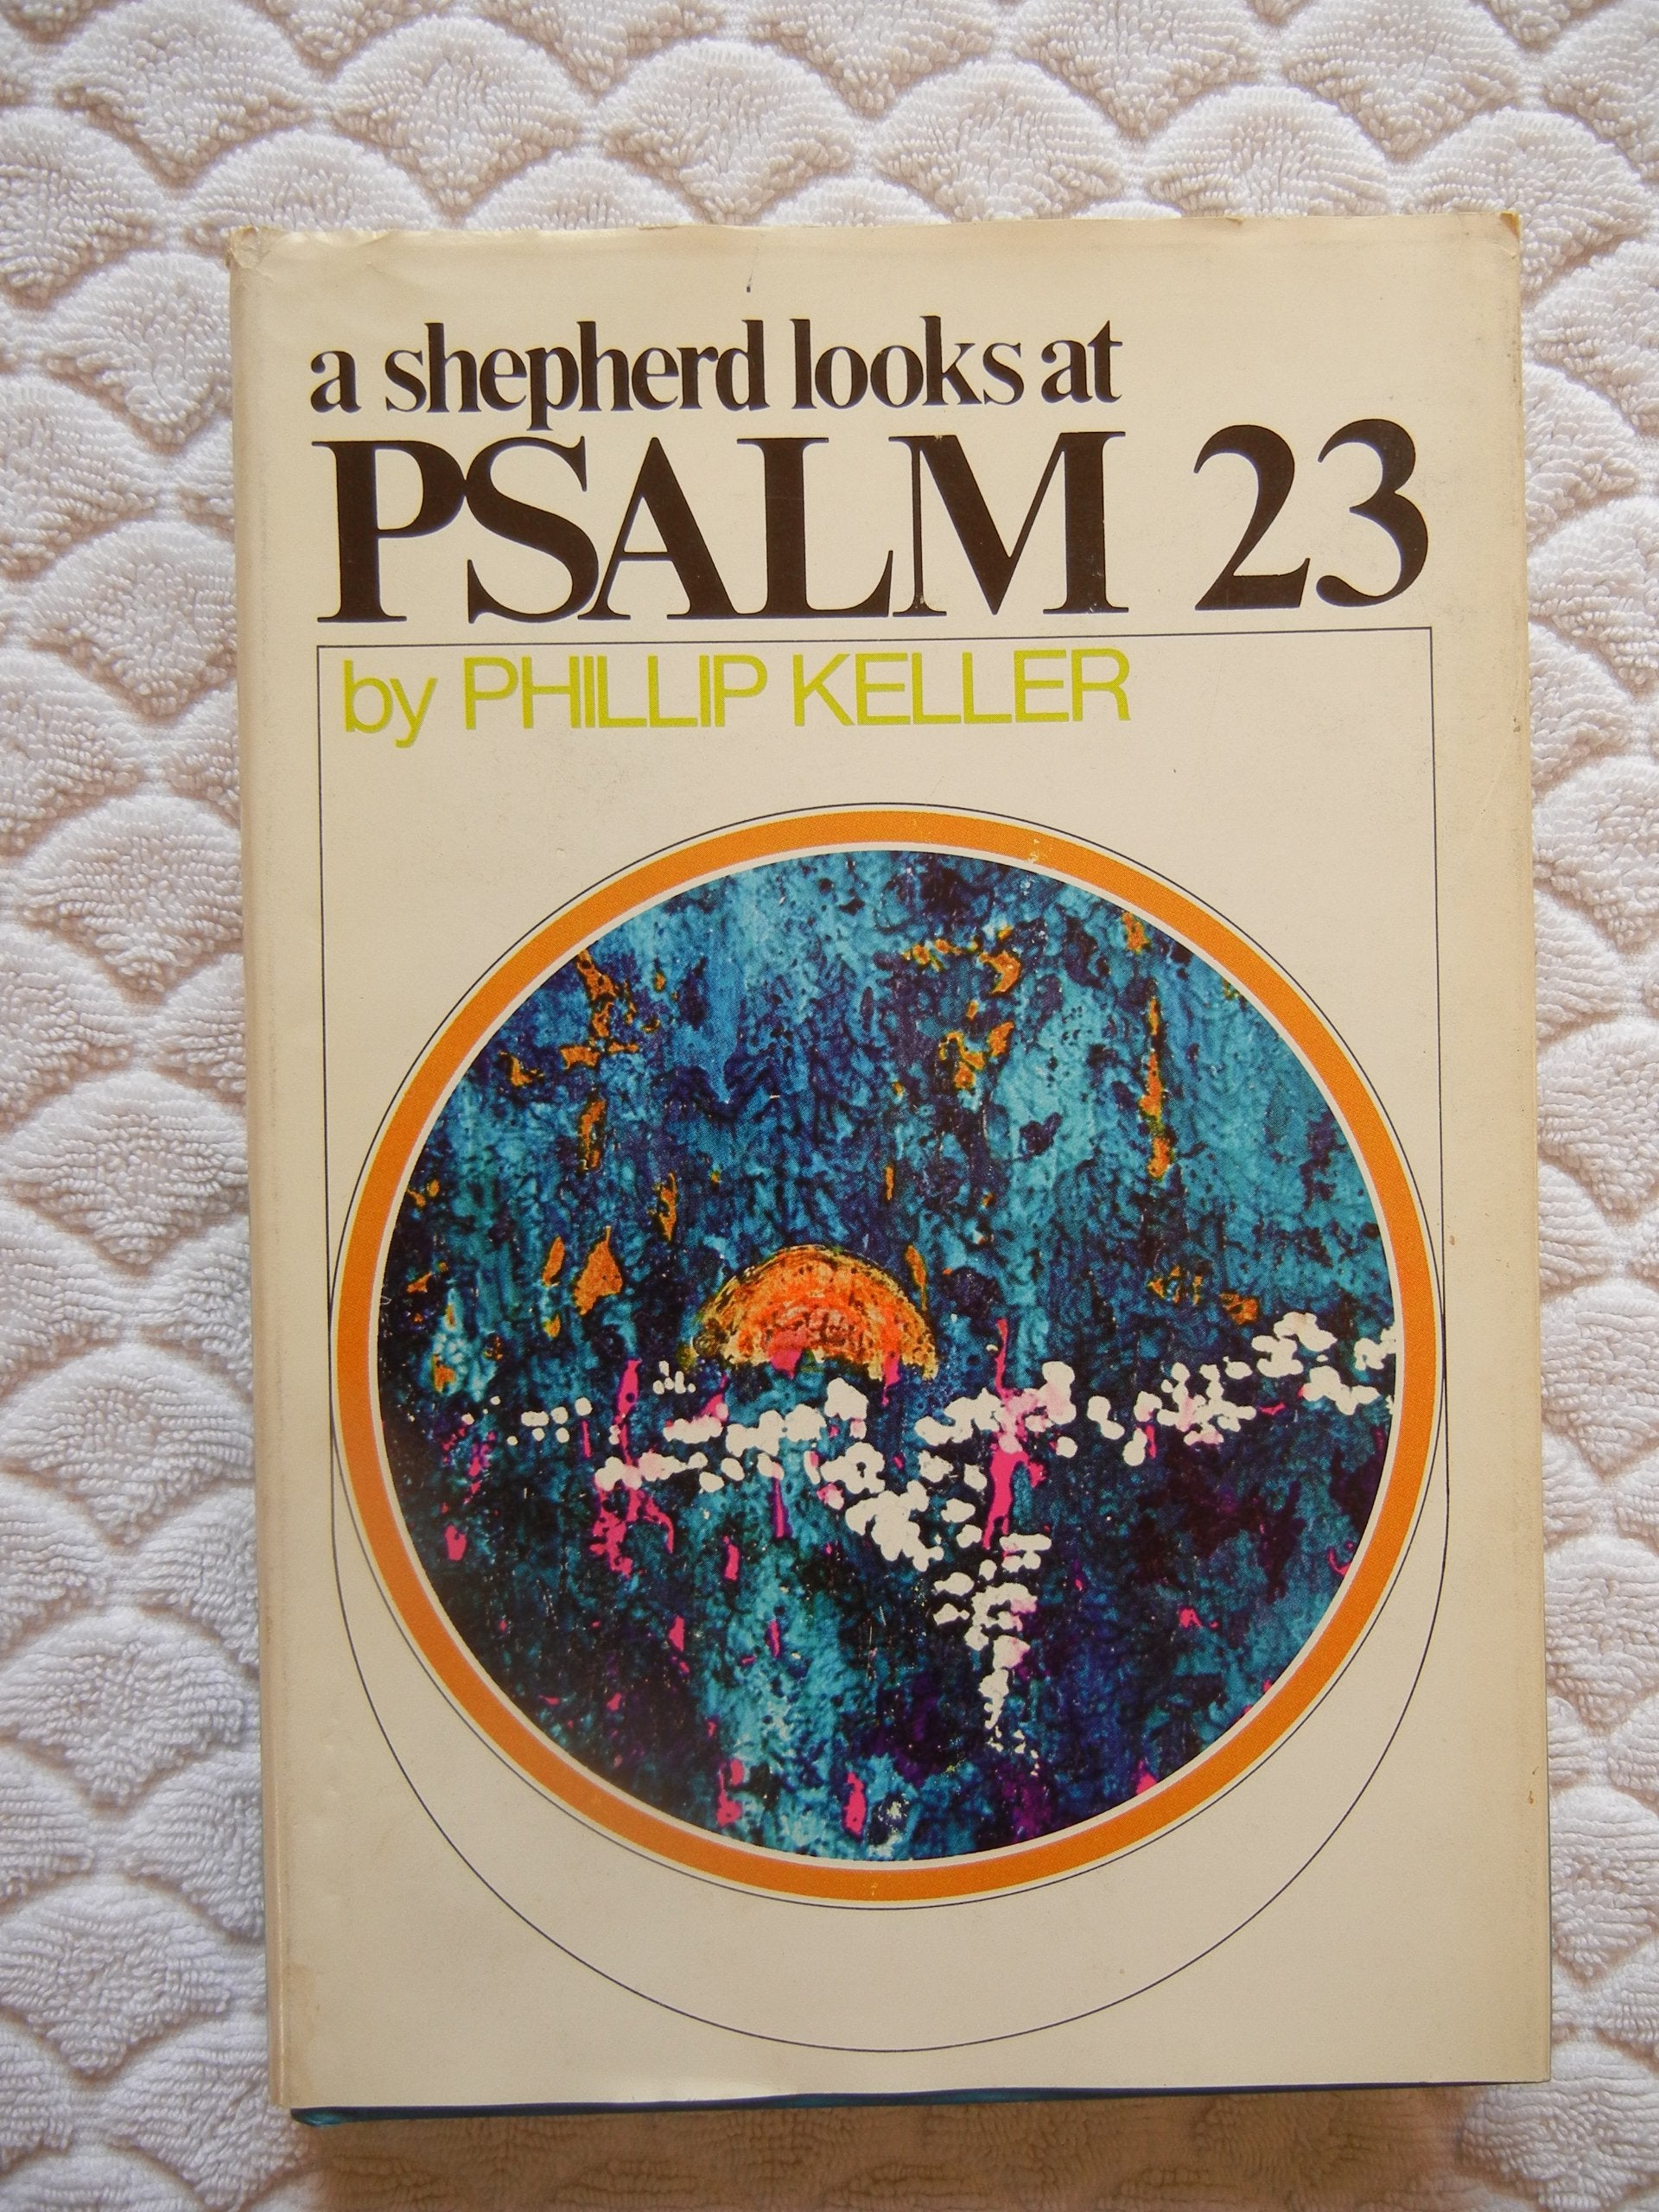 a shepherd looks at
PSALM 23
by PHILLIP KELLER